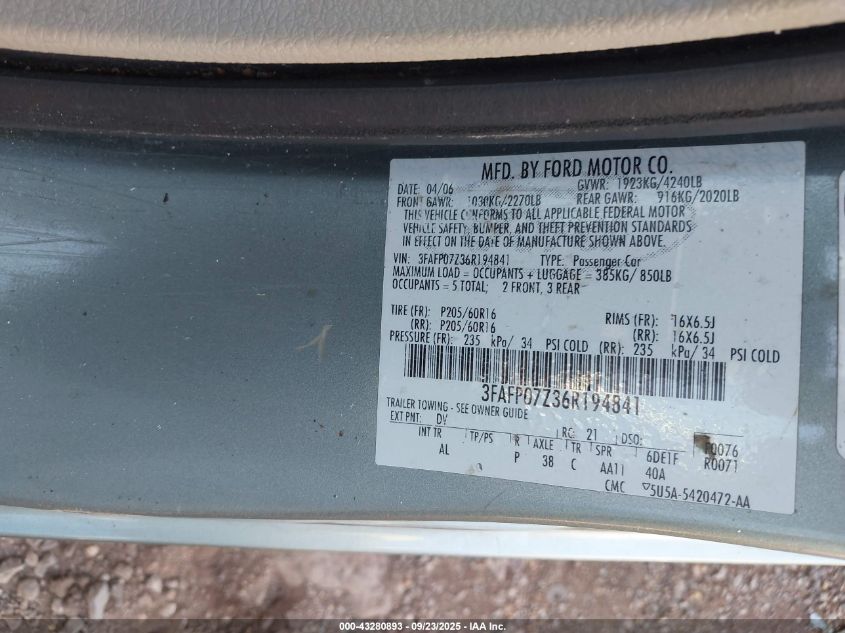 MFD. BY FORD MOTOR CO.
DATE: 04/06 GVWR: 1923KG/4240LB
FRONT GAWR: 1030KG/2270LB REAR GAWR: 916KG/2020LB
THIS VEHICLE CONFORMS TO ALL APPLICABLE FEDERAL MOTOR
VEHICLE SAFETY, BUMPER, AND THEFT PREVENTION STANDARDS
IN EFFECT ON THE DATE OF MANUFACTURE SHOWN ABOVE.
VIN: 3FAFP07Z36R194841 TYPE: Passenger Car
MAXIMUM LOAD = OCCUPANTS + LUGGAGE = 385KG/ 850LB
OCCUPANTS = 5 TOTAL; 2 FRONT, 3 REAR
TIRE (FR): P205/60R16 RIMS (FR): 16X6.5J
(RR): P205/60R16 (RR): 16X6.5J
PRESSURE (FR): 235 kPa/ 34 PSI COLD (RR): 235 kPa/ 34 PSI COLD
3FAFP07Z36R194841
TRAILER TOWING - SEE OWNER GUIDE
EXT PNT: DV RC: 21 DSO: F0076
INT TR TP/PS R AXLE TR SPR 6DE1F R0071
AL P 38 C AA11 40A
CMC 5U5A-5420472-AA
000-43280893 - 09/23/2025 - IAA Inc.